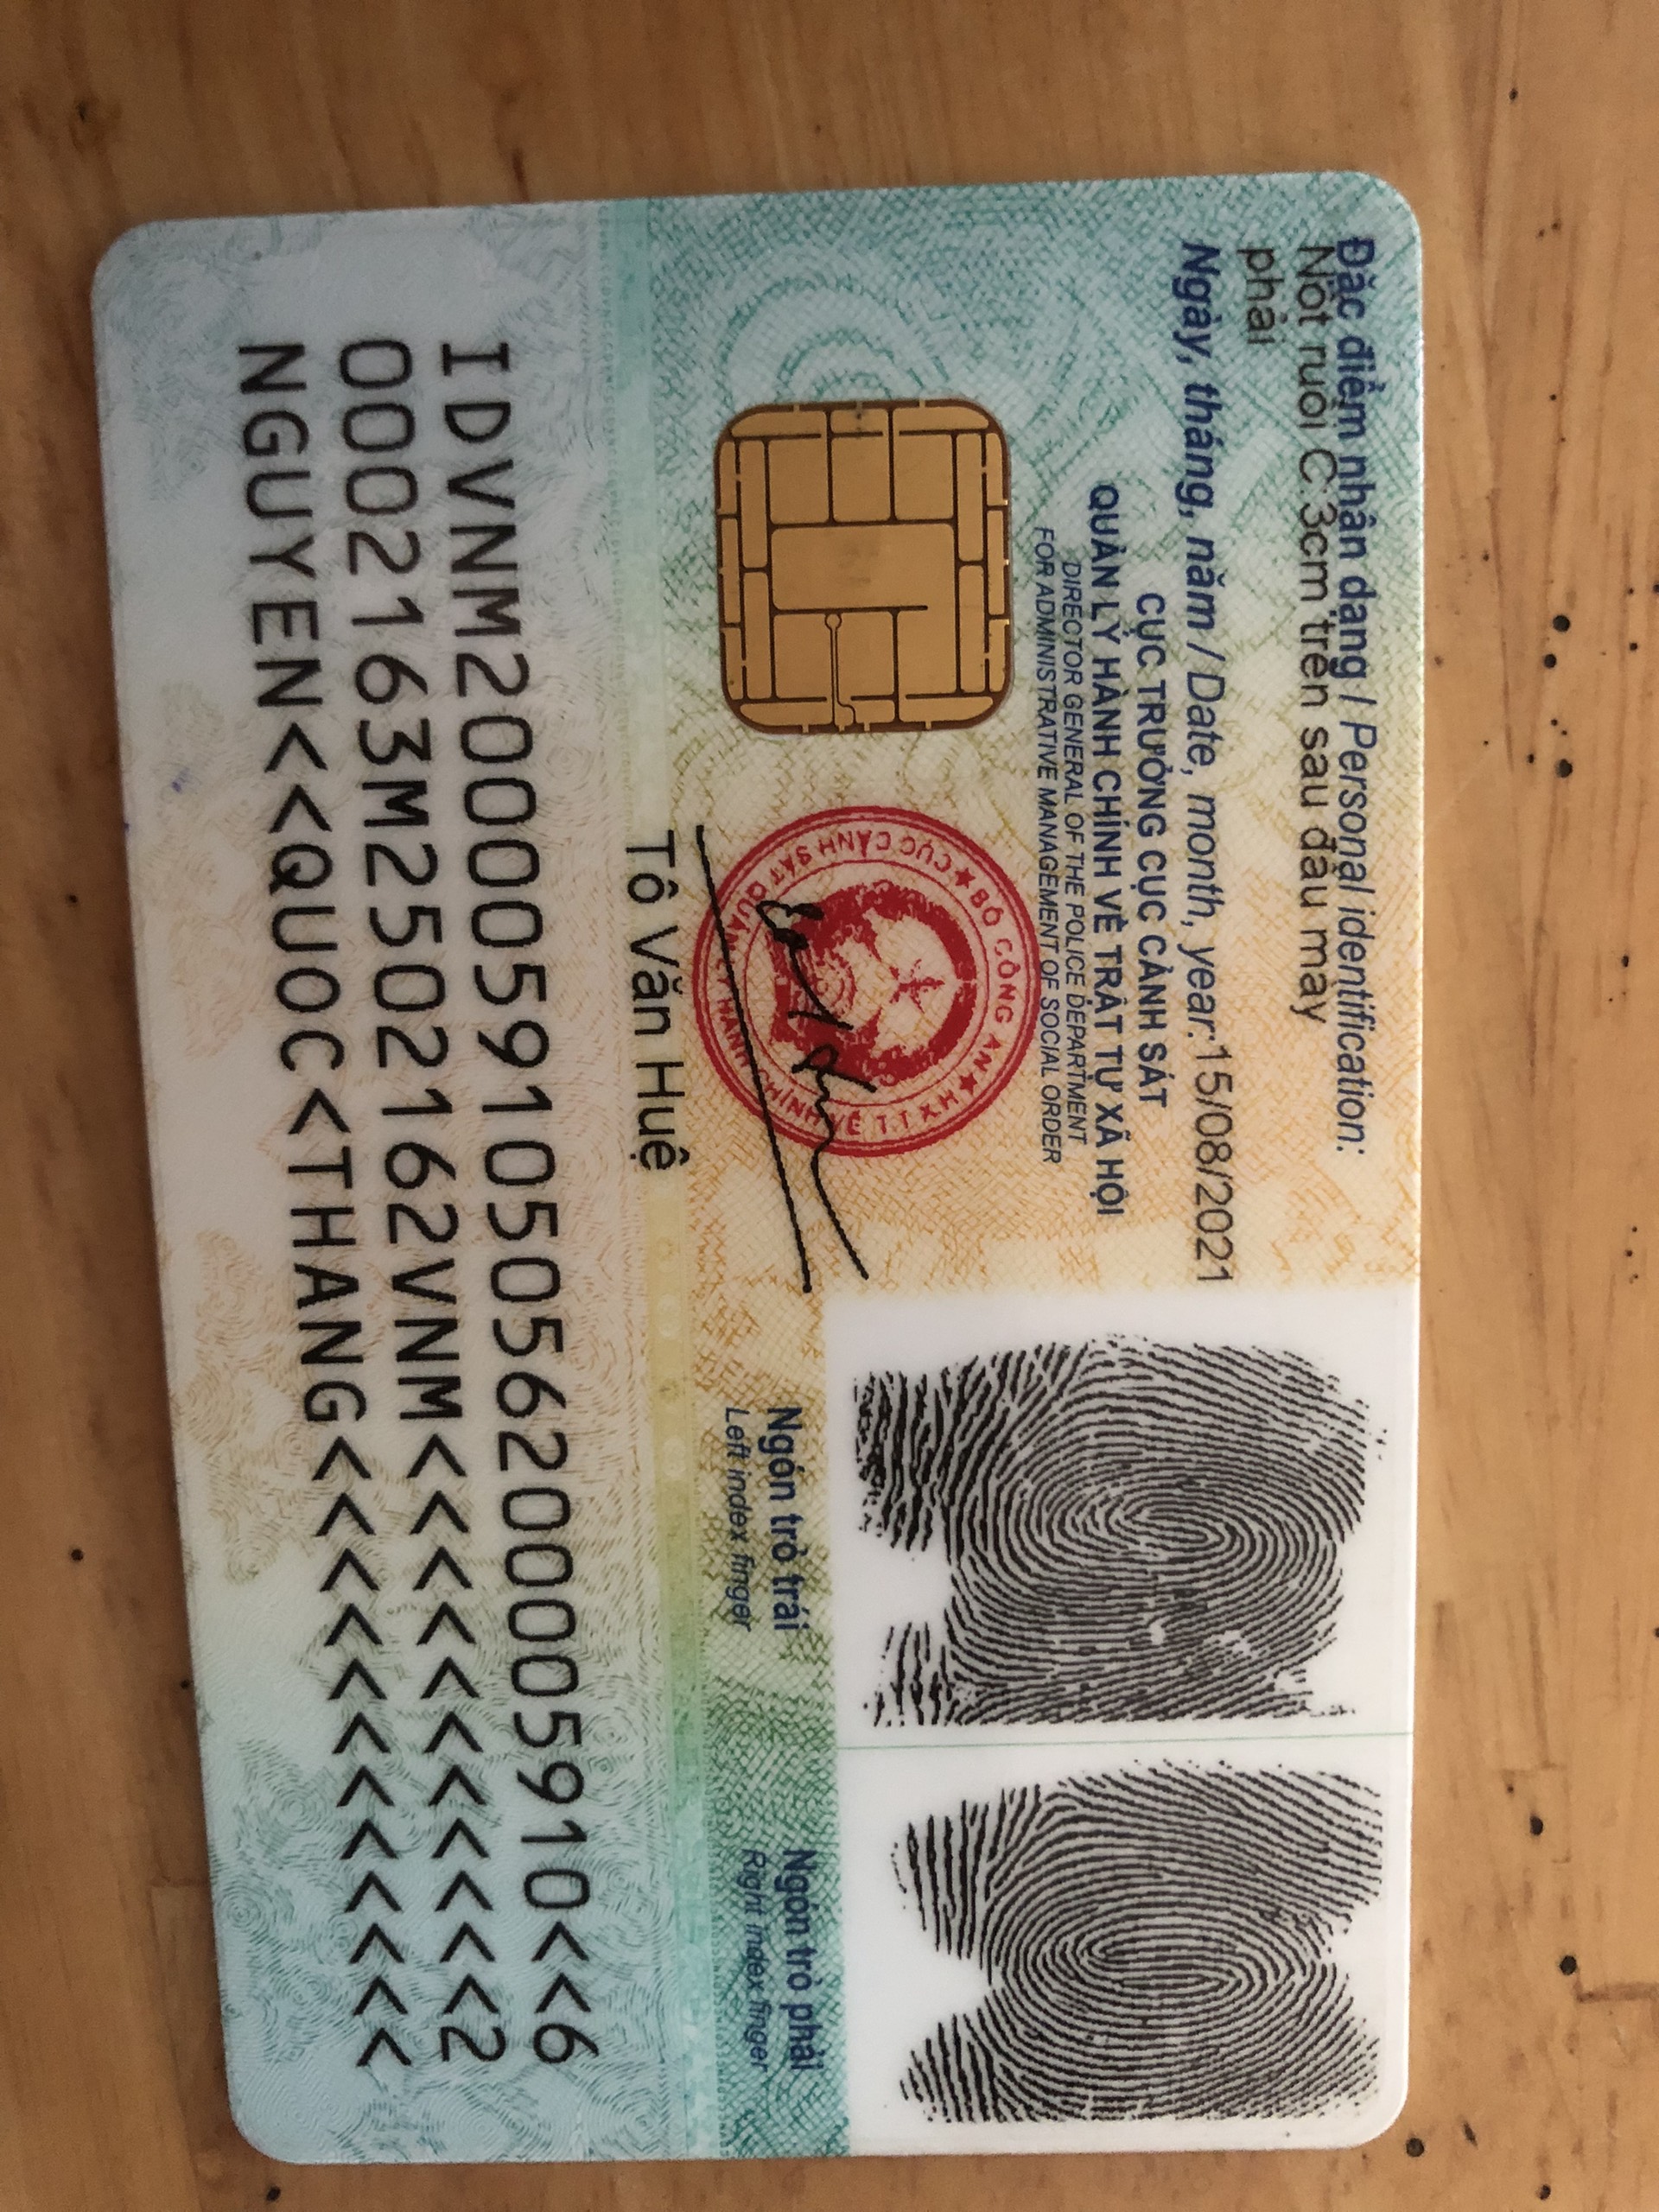 Đặc điểm nhân dạng / Personal identification:
Nốt ruồi C:3cm trên sau đầu mày
phải
Ngày, tháng, năm / Date, month, year:15/08/2021
CỤC TRƯỞNG CỤC CẢNH SÁT
QUẢN LÝ HÀNH CHÍNH VỀ TRẬT TỰ XÃ HỘI
DIRECTOR GENERAL OF THE POLICE DEPARTMENT
FOR ADMINISTRATIVE MANAGEMENT OF SOCIAL ORDER
★ BỘ CÔNG AN ★
CỤC CẢNH SÁT QUẢN LÝ HÀNH CHÍNH VỀ T.T.X.H
Tô Văn Huệ
Ngón trỏ trái
Left index finger
Ngón trỏ phải
Right index finger
IDVNM2000059105056200005910<<6
0002163M2502162VNM<<<<<<<<<<<2
NGUYEN<<QUOC<THANG<<<<<<<<<<<<